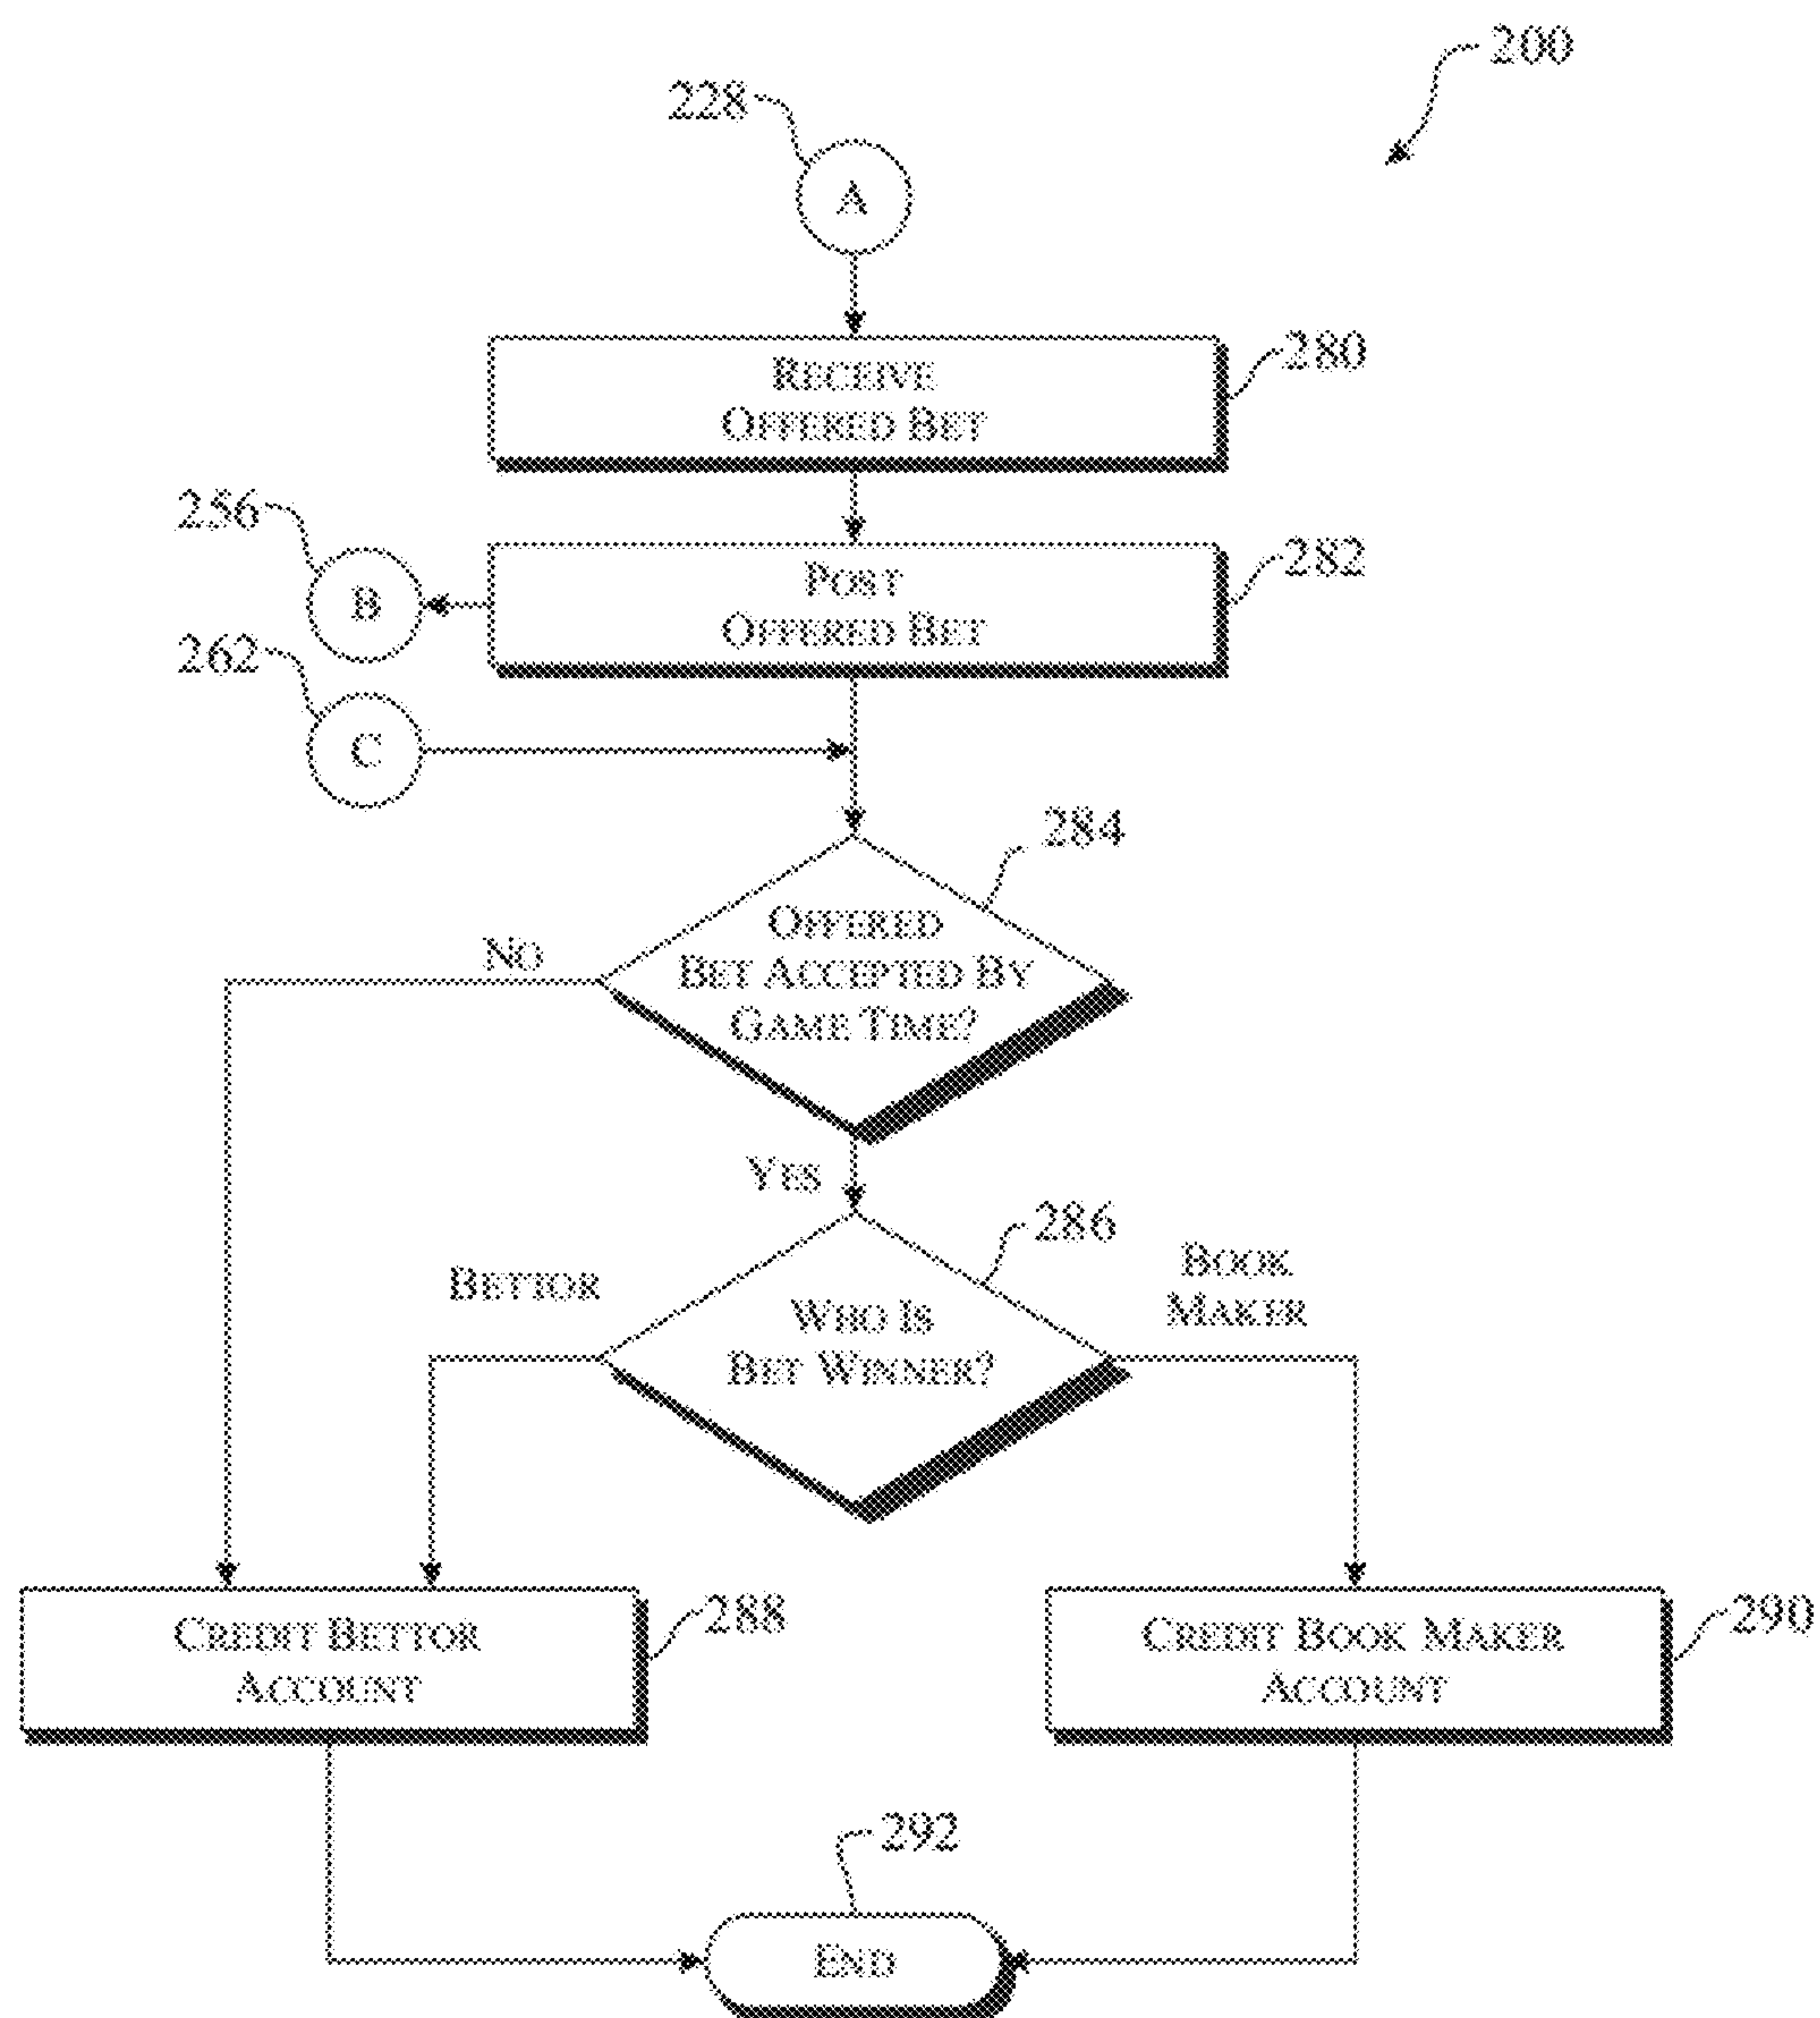 200
228
A
RECEIVE
OFFERED BET
280
256
B
POST
OFFERED BET
282
262
C
284
OFFERED
BET ACCEPTED BY
GAME TIME?
NO
YES
286
BETTOR
WHO IS
BET WINNER?
BOOK
MAKER
CREDIT BETTOR
ACCOUNT
288
CREDIT BOOK MAKER
ACCOUNT
290
292
END